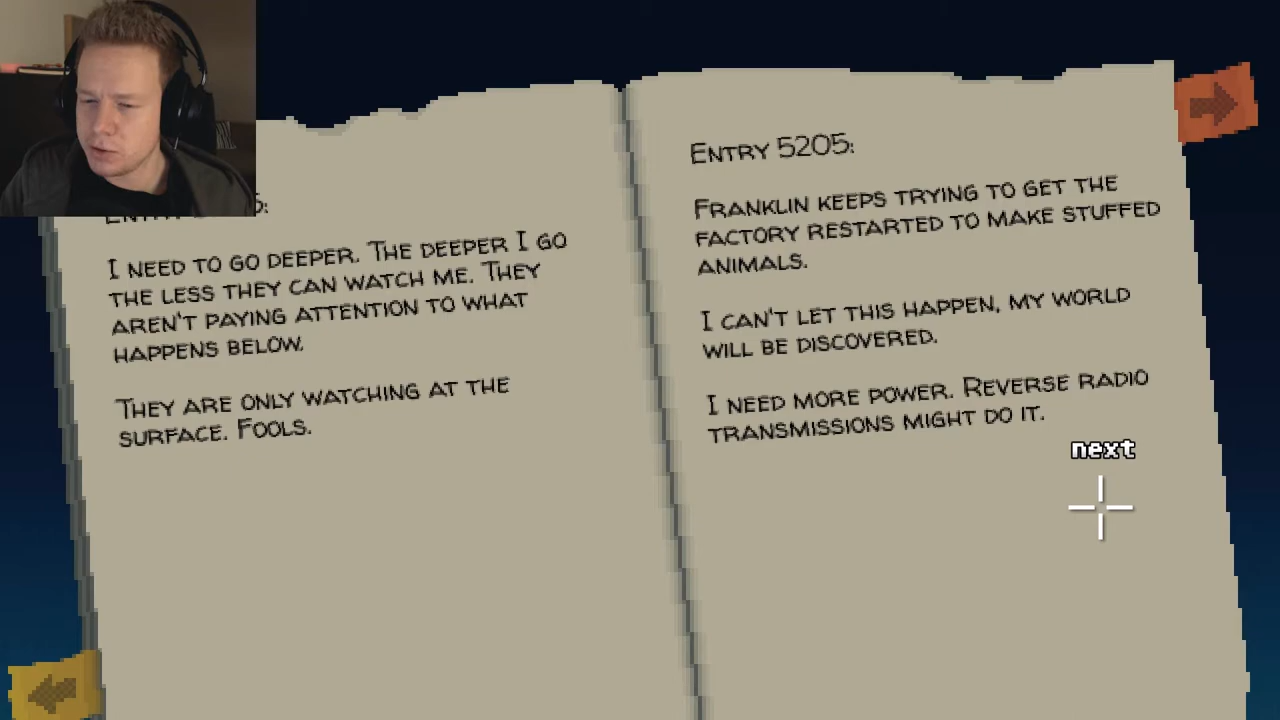 I NEED TO GO DEEPER. THE DEEPER I GO
THE LESS THEY CAN WATCH ME. THEY
AREN'T PAYING ATTENTION TO WHAT
HAPPENS BELOW.
THEY ARE ONLY WATCHING AT THE
SURFACE. FOOLS.
ENTRY 5205:
FRANKLIN KEEPS TRYING TO GET THE
FACTORY RESTARTED TO MAKE STUFFED
ANIMALS.
I CAN'T LET THIS HAPPEN, MY WORLD
WILL BE DISCOVERED.
I NEED MORE POWER. REVERSE RADIO
TRANSMISSIONS MIGHT DO IT.
next